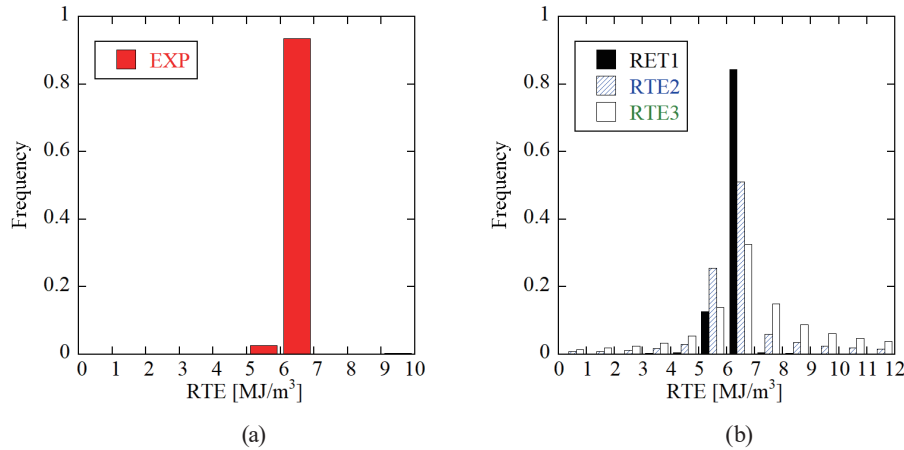 1
0.8
0.6
0.4
0.2
0
Frequency
EXP
0 1 2 3 4 5 6 7 8 9 10
RTE [MJ/m³]
(a)
1
0.8
0.6
0.4
0.2
0
Frequency
RET1
RTE2
RTE3
0 1 2 3 4 5 6 7 8 9 10 11 12
RTE [MJ/m³]
(b)